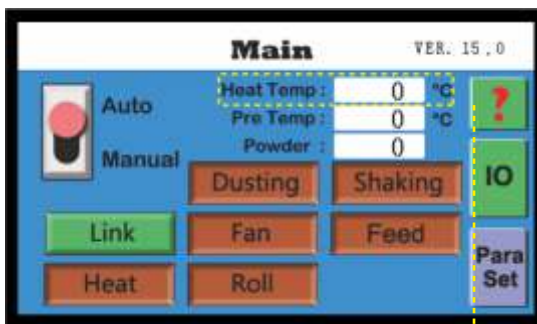 Main VER. 15.0
Heat Temp: 0 °C ?
Auto
Pre Temp: 0 °C
Manual
Powder : 0
Dusting Shaking IO
Link Fan Feed
Para Set
Heat Roll